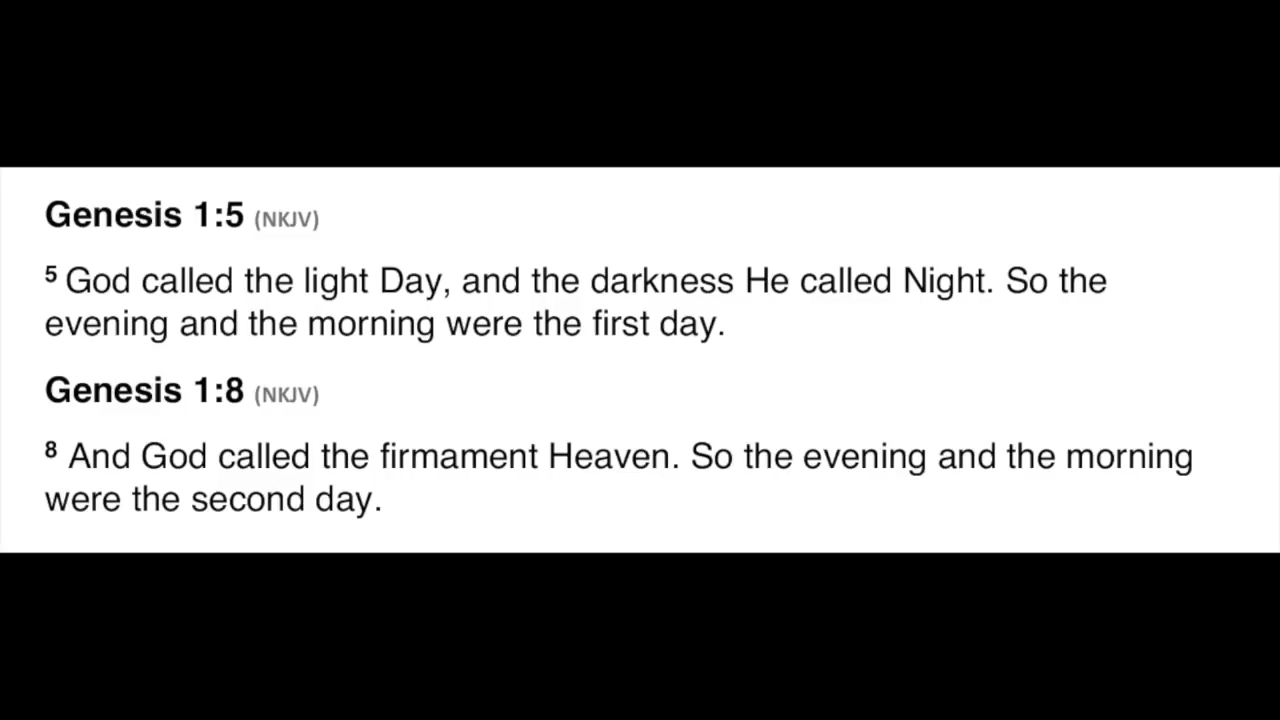 Genesis 1:5 (NKJV)
5 God called the light Day, and the darkness He called Night. So the
evening and the morning were the first day.
Genesis 1:8 (NKJV)
8 And God called the firmament Heaven. So the evening and the morning
were the second day.